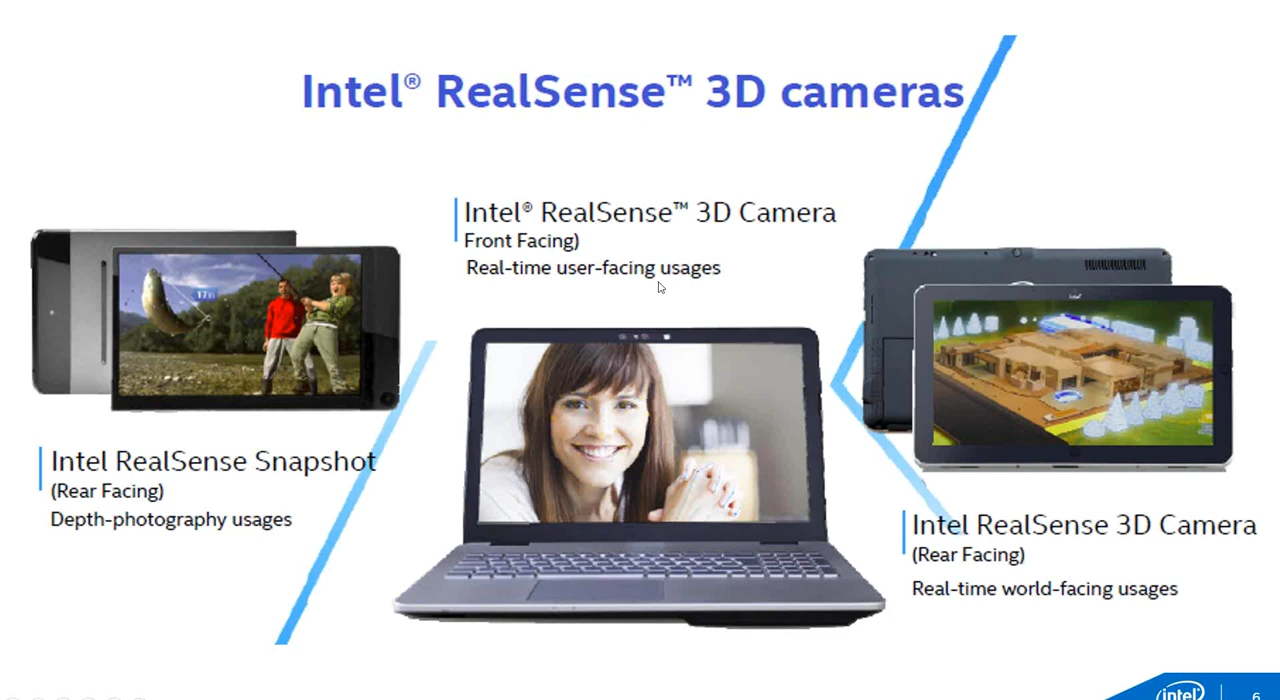 Intel® RealSense™ 3D cameras
Intel® RealSense™ 3D Camera
Front Facing)
Real-time user-facing usages
17in
Intel RealSense Snapshot
(Rear Facing)
Depth-photography usages
Intel RealSense 3D Camera
(Rear Facing)
Real-time world-facing usages
intel
6